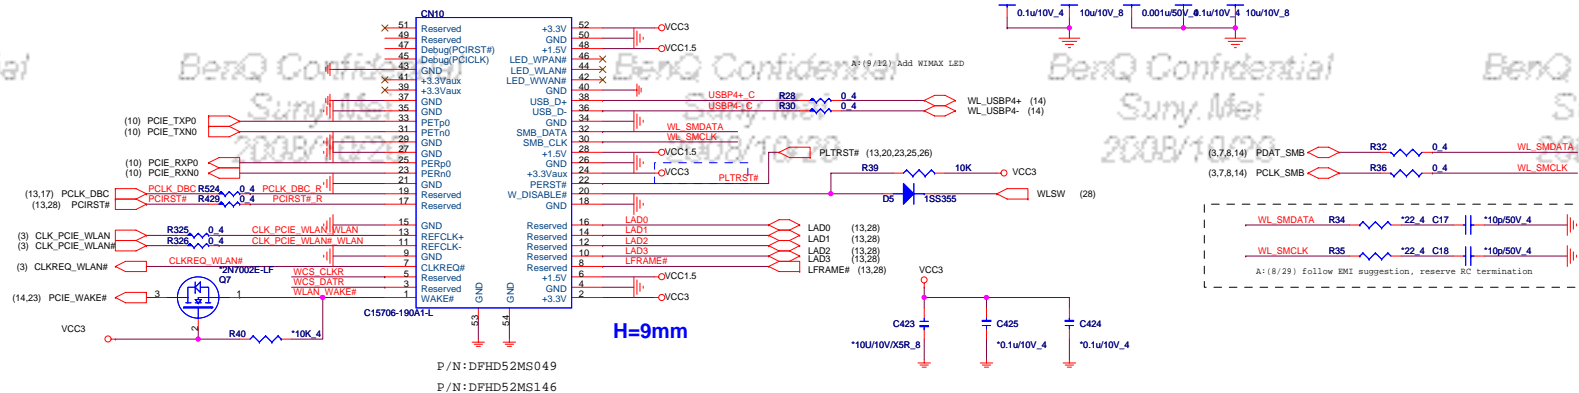 0.1u/10V_4 10u/10V_8 0.001u/50V_4 0.1u/10V_4 10u/10V_8
CN10
51 Reserved +3.3V 52 VCC3
49 Reserved GND 50
47 Debug(PCIRST#) +1.5V 48 VCC1.5
45 Debug(PCICLK) LED_WPAN# 46
43 GND LED_WLAN# 44
41 +3.3Vaux LED_WWAN# 42
39 +3.3Vaux GND 40
A:(9/12) Add WIMAX LED
BenQ Confidential BenQ Confidential BenQ Confidential BenQ
Suny.Mei Suny.Mei Suny.Mei
37 GND USB_D+ 38 USBP4+_C R28 0_4 WL_USBP4+ (14)
35 GND USB_D- 36 USBP4-_C R30 0_4 WL_USBP4- (14)
(10) PCIE_TXP0 33 PETp0 GND 34
(10) PCIE_TXN0 31 PETn0 SMB_DATA 32 WL_SMDATA
29 GND SMB_CLK 30 WL_SMCLK
27 GND +1.5V 28 VCC1.5 PLTRST# (13,20,23,25,26)
(10) PCIE_RXP0 25 PERp0 GND 26
(10) PCIE_RXN0 23 PERn0 +3.3Vaux 24 VCC3
21 GND PERST# 22 PLTRST#
(13,17) PCLK_DBC PCLK_DBC R524 0_4 PCLK_DBC_R 19 Reserved W_DISABLE# 20
(13,28) PCIRST# PCIRST# R429 0_4 PCIRST#_R 17 Reserved GND 18
R39 10K VCC3
D5 1SS355 WLSW (28)
(3,7,8,14) PDAT_SMB R32 0_4 WL_SMDATA
(3,7,8,14) PCLK_SMB R36 0_4 WL_SMCLK
15 GND Reserved 16 LAD0 LAD0 (13,28)
(3) CLK_PCIE_WLAN R325 0_4 CLK_PCIE_WLAN_WLAN 13 REFCLK+ Reserved 14 LAD1 LAD1 (13,28)
(3) CLK_PCIE_WLAN# R326 0_4 CLK_PCIE_WLAN#_WLAN 11 REFCLK- Reserved 12 LAD2 LAD2 (13,28)
9 GND Reserved 10 LAD3 LAD3 (13,28)
(3) CLKREQ_WLAN# CLKREQ_WLAN# 7 CLKREQ# Reserved 8 LFRAME# LFRAME# (13,28)
WCS_CLKR 5 Reserved +1.5V 6 VCC1.5
WCS_DATR 3 Reserved GND 4
(14,23) PCIE_WAKE# 3 1 WLAN_WAKE# 1 WAKE# +3.3V 2 VCC3
*2N7002E-LF
Q7
2
VCC3 R40 *10K_4
GND GND
53 54
C15706-190A1-L
H=9mm
P/N:DFHD52MS049
P/N:DFHD52MS146
WL_SMDATA R34 *22_4 C17 *10p/50V_4
WL_SMCLK R35 *22_4 C18 *10p/50V_4
A:(8/29) follow EMI suggestion, reserve RC termination
VCC3
C423 C425 C424
*10U/10V/X5R_8 *0.1u/10V_4 *0.1u/10V_4